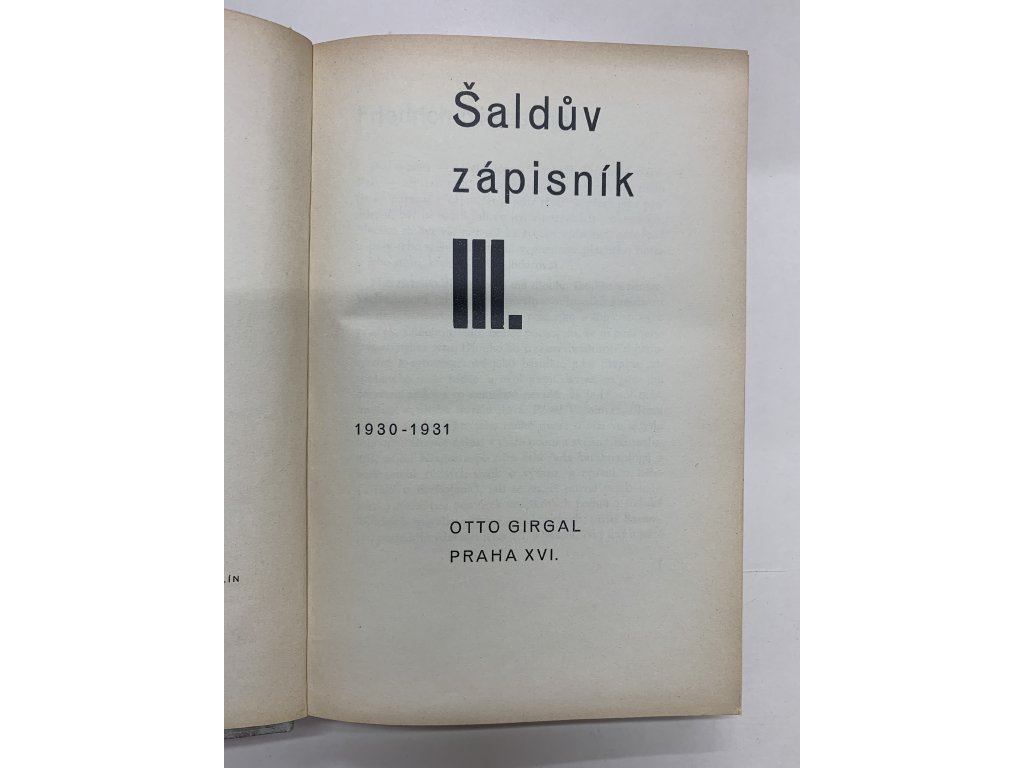 Šaldův
zápisník
III.
1930-1931
OTTO GIRGAL
PRAHA XVI.